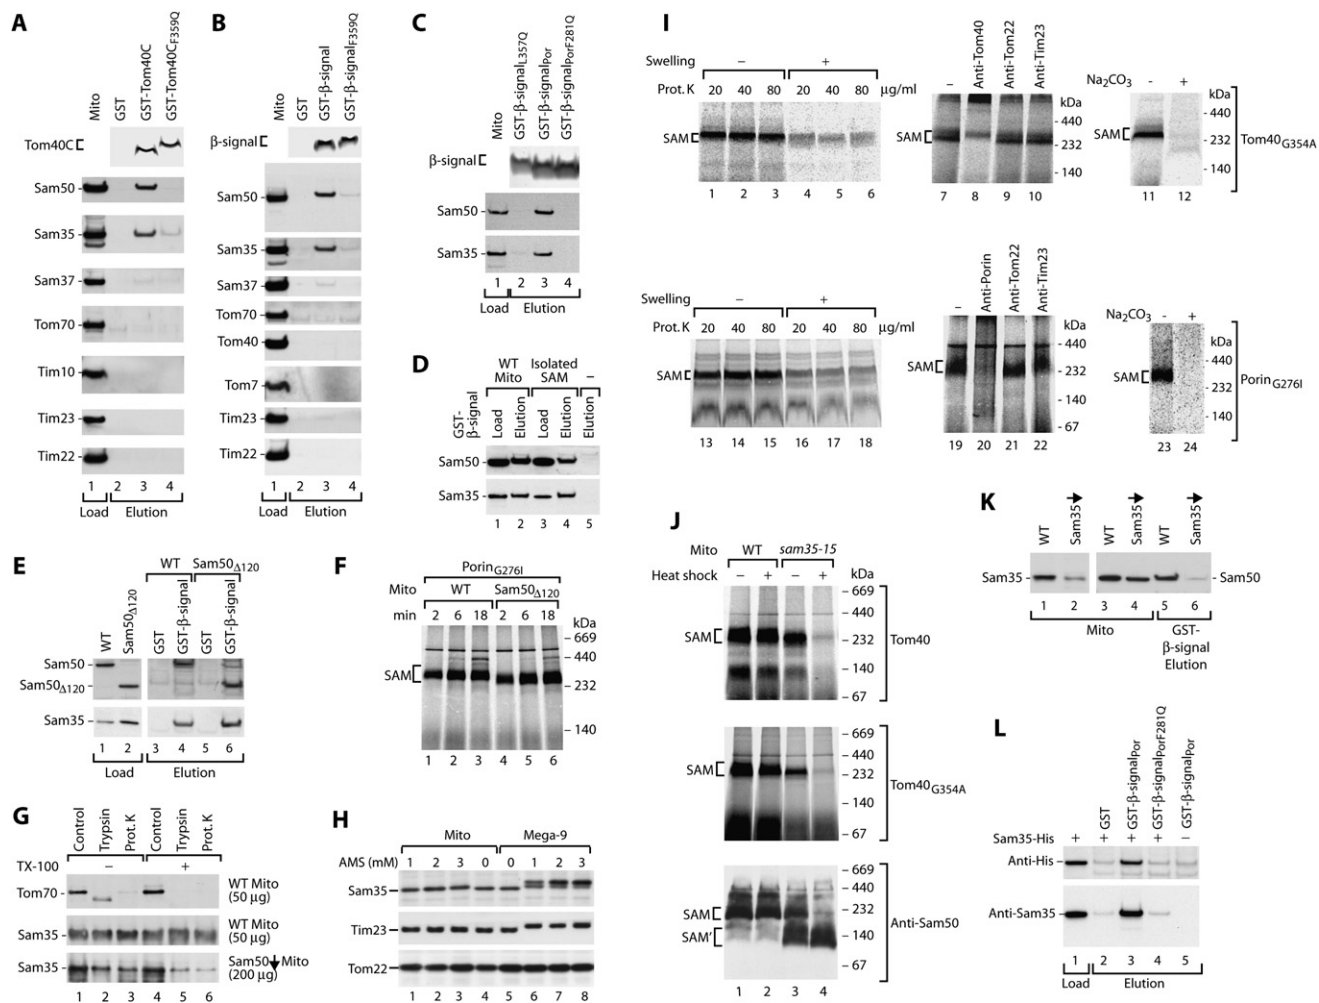 A
Mito
GST
GST-Tom40C
GST-Tom40C F359Q
Tom40C
Sam50
Sam35
Sam37
Tom70
Tim10
Tim23
Tim22
1 2 3 4
Load Elution
B
Mito
GST
GST-β-signal
GST-β-signal F359Q
β-signal
Sam50
Sam35
Sam37
Tom70
Tom40
Tom7
Tim23
Tim22
1 2 3 4
Load Elution
C
Mito
GST-β-signal L357Q
GST-β-signal Por
GST-β-signal PorF281Q
β-signal
Sam50
Sam35
1 2 3 4
Load Elution
D
WT Isolated
Mito SAM –
GST-
β-signal
Load
Elution
Load
Elution
Elution
Sam50
Sam35
1 2 3 4 5
E
WT Sam50Δ120
WT
Sam50Δ120
GST
GST-β-signal
GST
GST-β-signal
Sam50
Sam50Δ120
Sam35
1 2 3 4 5 6
Load Elution
F
Porin G276I
Mito WT Sam50Δ120
min 2 6 18 2 6 18 kDa
669
440
SAM
232
140
1 2 3 4 5 6
G
Control
Trypsin
Prot. K
Control
Trypsin
Prot. K
TX-100 – +
Tom70 WT Mito
(50 µg)
Sam35 WT Mito
(50 µg)
Sam35 Sam50↓Mito
(200 µg)
1 2 3 4 5 6
H
Mito Mega-9
AMS (mM) 1 2 3 0 0 1 2 3
Sam35
Tim23
Tom22
1 2 3 4 5 6 7 8
I
Swelling – +
Prot. K 20 40 80 20 40 80 µg/ml
SAM
1 2 3 4 5 6
–
Anti-Tom40
Anti-Tom22
Anti-Tim23
kDa
440
SAM
232
140
7 8 9 10
Na2CO3 - +
kDa
440
SAM
232
140
11 12
Tom40 G354A
Swelling – +
Prot. K 20 40 80 20 40 80 µg/ml
SAM
13 14 15 16 17 18
–
Anti-Porin
Anti-Tom22
Anti-Tim23
kDa
440
SAM
232
140
67
19 20 21 22
Na2CO3 - +
kDa
440
SAM
232
140
23 24
Porin G276I
J
Mito WT sam35-15
Heat shock – + – + kDa
669
440
SAM 232
140
67
Tom40
669
440
SAM 232
140
67
Tom40 G354A
669
440
SAM 232
SAM' 140
67
Anti-Sam50
1 2 3 4
K
WT
Sam35↓
WT
Sam35↓
WT
Sam35↓
Sam35 Sam50
1 2 3 4 5 6
Mito GST-
β-signal
Elution
L
GST
GST-β-signal Por
GST-β-signal PorF281Q
GST-β-signal Por
Sam35-His + + + + –
Anti-His
Anti-Sam35
1 2 3 4 5
Load Elution